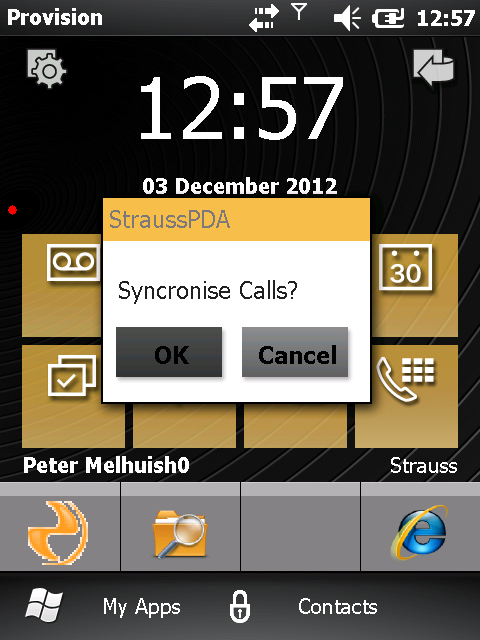 Provision 12:57
12:57
03 December 2012
StraussPDA
30
Syncronise Calls?
OK Cancel
Peter Melhuish0 Strauss
My Apps Contacts